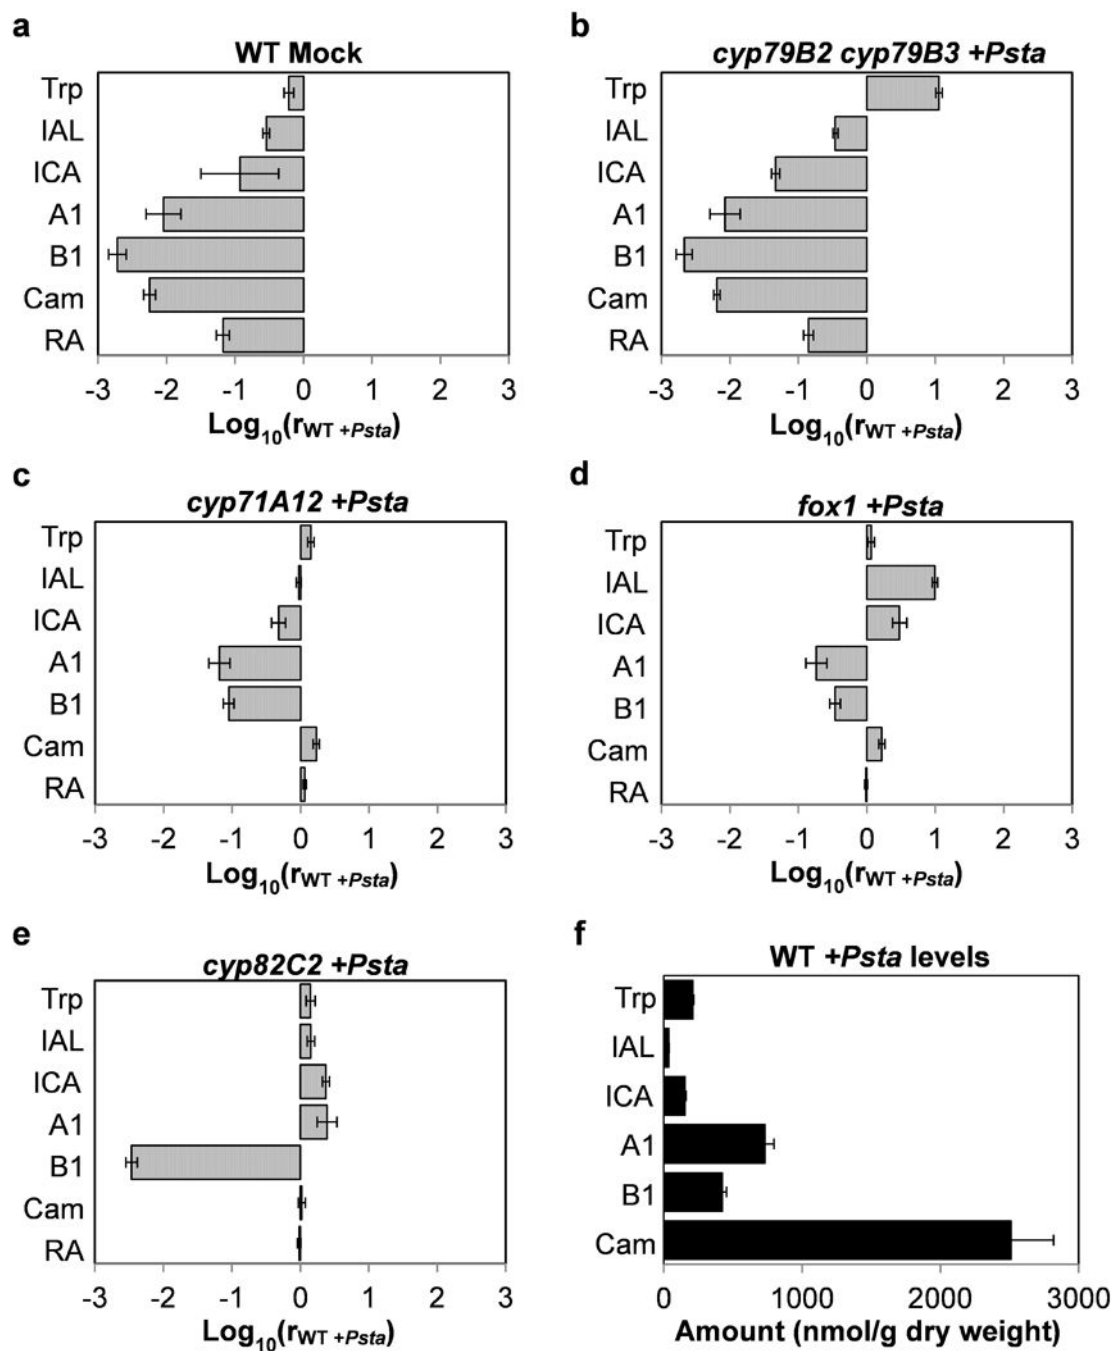 a
WT Mock
Trp
IAL
ICA
A1
B1
Cam
RA
-3 -2 -1 0 1 2 3
Log10(rWT +Psta)
b
cyp79B2 cyp79B3 +Psta
Trp
IAL
ICA
A1
B1
Cam
RA
-3 -2 -1 0 1 2 3
Log10(rWT +Psta)
c
cyp71A12 +Psta
Trp
IAL
ICA
A1
B1
Cam
RA
-3 -2 -1 0 1 2 3
Log10(rWT +Psta)
d
fox1 +Psta
Trp
IAL
ICA
A1
B1
Cam
RA
-3 -2 -1 0 1 2 3
Log10(rWT +Psta)
e
cyp82C2 +Psta
Trp
IAL
ICA
A1
B1
Cam
RA
-3 -2 -1 0 1 2 3
Log10(rWT +Psta)
f
WT +Psta levels
Trp
IAL
ICA
A1
B1
Cam
0 1000 2000 3000
Amount (nmol/g dry weight)